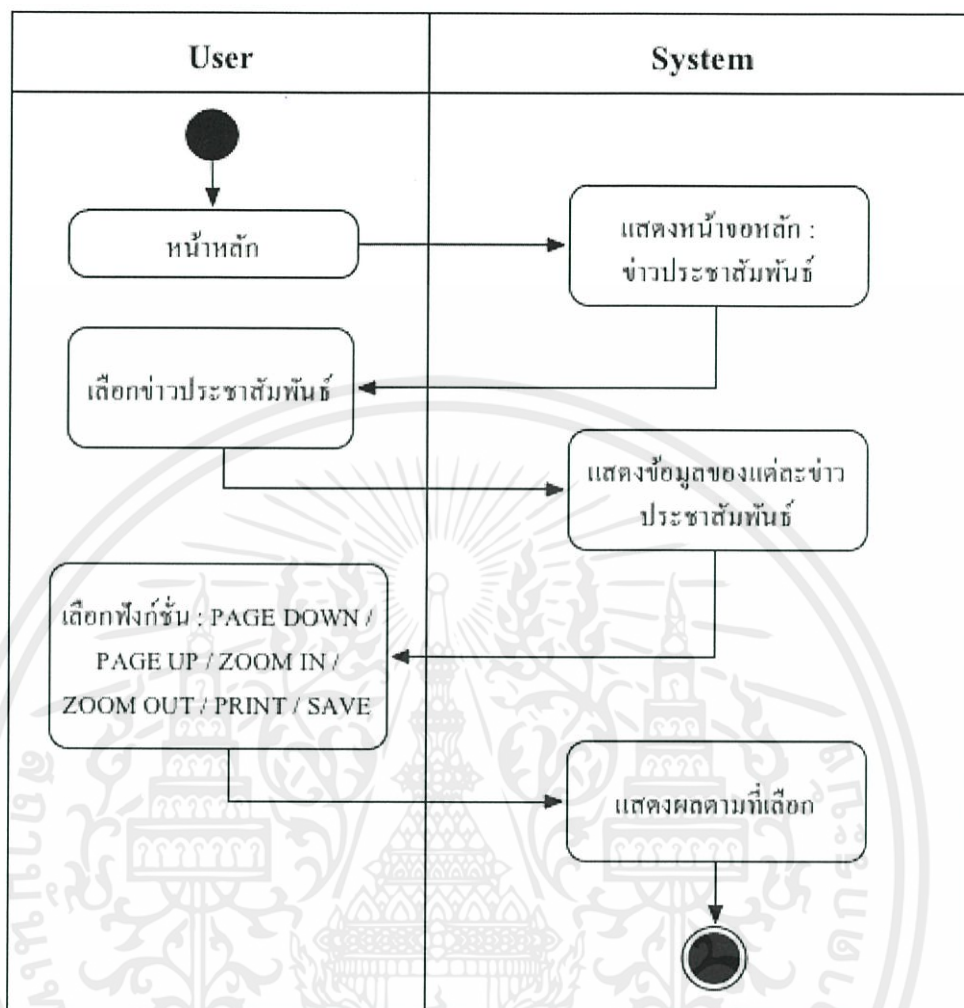 User
System
หน้าหลัก
แสดงหน้าจอหลัก :
ข่าวประชาสัมพันธ์
เลือกข่าวประชาสัมพันธ์
แสดงข้อมูลของแต่ละข่าว
ประชาสัมพันธ์
เลือกฟังก์ชั่น : PAGE DOWN /
PAGE UP / ZOOM IN /
ZOOM OUT / PRINT / SAVE
แสดงผลตามที่เลือก